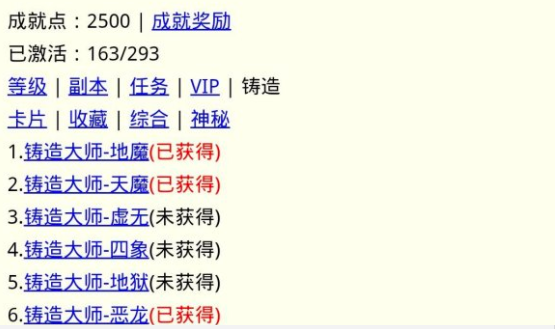 成就点：2500 | 成就奖励
已激活：163/293
等级 | 副本 | 任务 | VIP | 铸造
卡片 | 收藏 | 综合 | 神秘
1.铸造大师-地魔(已获得)
2.铸造大师-天魔(已获得)
3.铸造大师-虚无(未获得)
4.铸造大师-四象(未获得)
5.铸造大师-地狱(未获得)
6.铸造大师-恶龙(已获得)